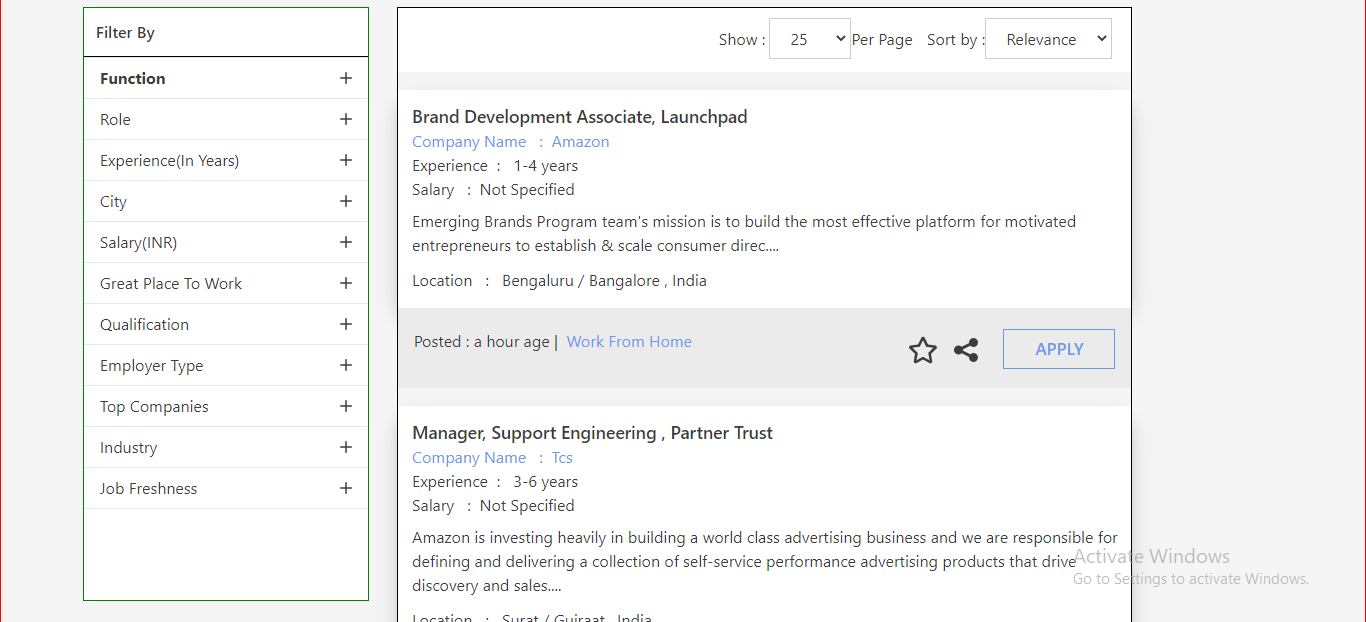 Filter By
Function +
Role +
Experience(In Years) +
City +
Salary(INR) +
Great Place To Work +
Qualification +
Employer Type +
Top Companies +
Industry +
Job Freshness +
Show : 25 Per Page Sort by : Relevance
Brand Development Associate, Launchpad
Company Name : Amazon
Experience : 1-4 years
Salary : Not Specified
Emerging Brands Program team's mission is to build the most effective platform for motivated
entrepreneurs to establish & scale consumer direc....
Location : Bengaluru / Bangalore , India
Posted : a hour ago | Work From Home
APPLY
Manager, Support Engineering , Partner Trust
Company Name : Tcs
Experience : 3-6 years
Salary : Not Specified
Amazon is investing heavily in building a world class advertising business and we are responsible for
defining and delivering a collection of self-service performance advertising products that drive
discovery and sales....
Location : Surat / Gujraat , India
Activate Windows
Go to Settings to activate Windows.